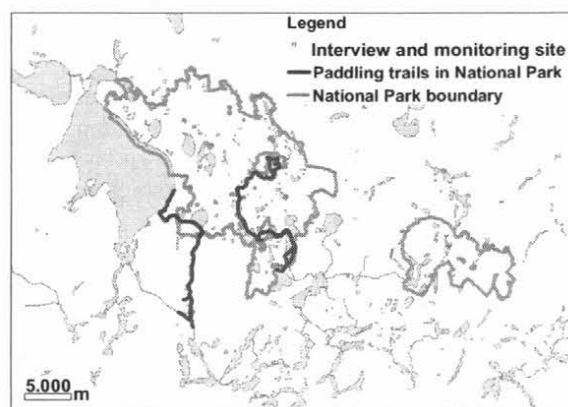 Legend
Interview and monitoring site
Paddling trails in National Park
National Park boundary
5.000 m